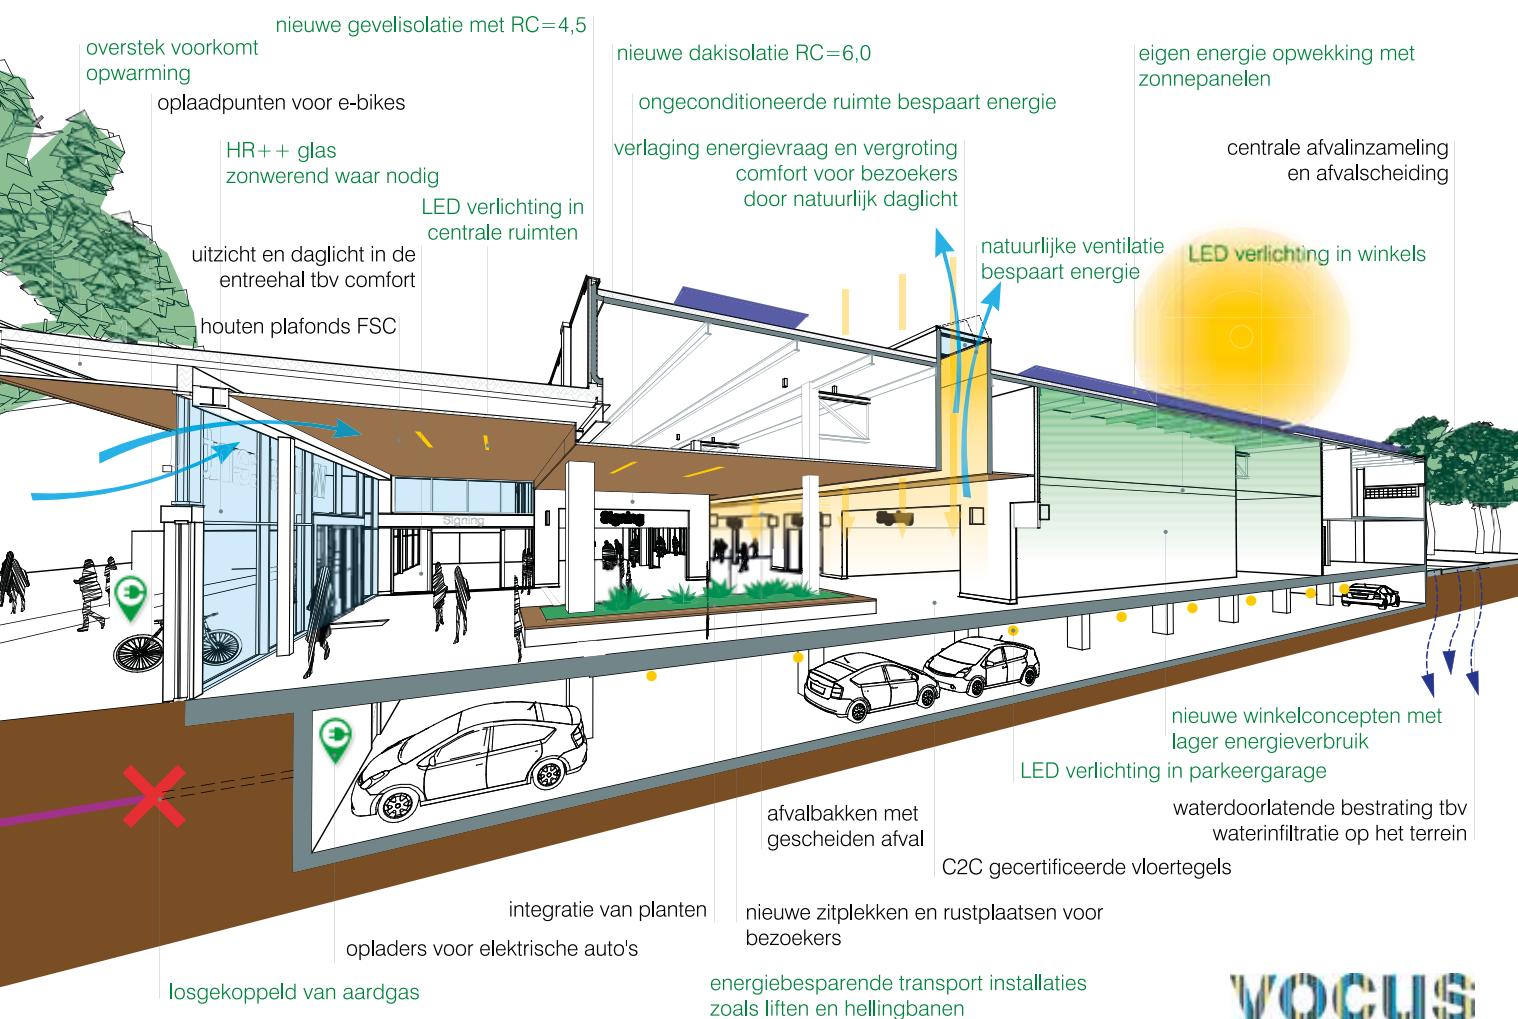 nieuwe gevelisolatie met RC=4,5
overstek voorkomt
opwarming
nieuwe dakisolatie RC=6,0
eigen energie opwekking met
zonnepanelen
oplaadpunten voor e-bikes
ongeconditioneerde ruimte bespaart energie
HR++ glas
zonwerend waar nodig
verlaging energievraag en vergroting
comfort voor bezoekers
door natuurlijk daglicht
centrale afvalinzameling
en afvalscheiding
LED verlichting in
centrale ruimten
uitzicht en daglicht in de
entreehal tbv comfort
natuurlijke ventilatie
bespaart energie
LED verlichting in winkels
houten plafonds FSC
Signing
Signing
nieuwe winkelconcepten met
lager energieverbruik
LED verlichting in parkeergarage
afvalbakken met
gescheiden afval
waterdoorlatende bestrating tbv
waterinfiltratie op het terrein
C2C gecertificeerde vloertegels
integratie van planten
nieuwe zitplekken en rustplaatsen voor
bezoekers
opladers voor elektrische auto's
losgekoppeld van aardgas
energiebesparende transport installaties
zoals liften en hellingbanen
VOCUS